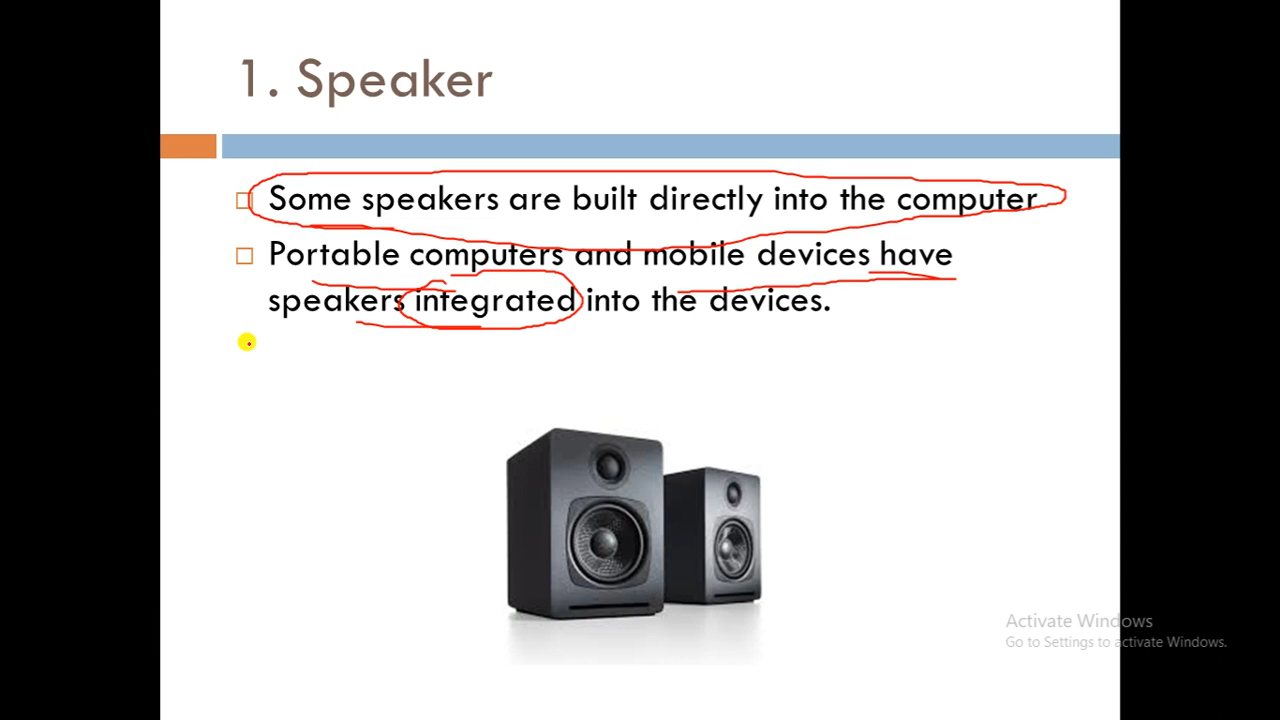 1. Speaker
Some speakers are built directly into the computer
Portable computers and mobile devices have
speakers integrated into the devices.
Activate Windows
Go to Settings to activate Windows.